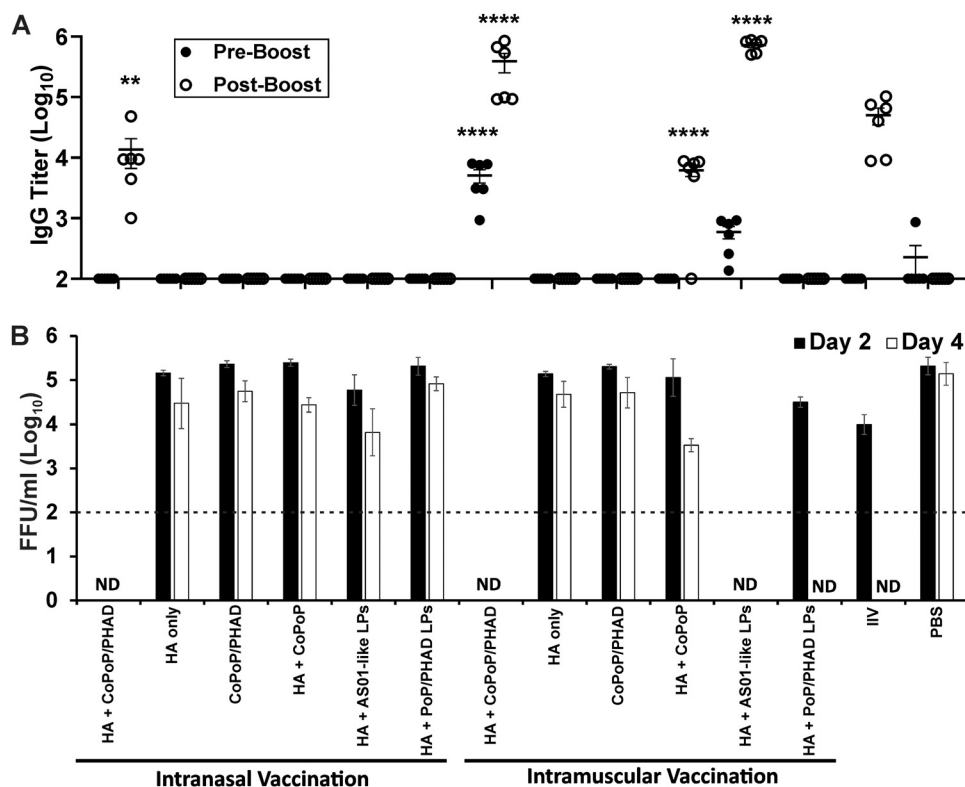 A
**
****
****
****
****
Pre-Boost
Post-Boost
IgG Titer (Log10)
6
5
4
3
2
B
Day 2 Day 4
FFU/ml (Log10)
6
5
4
3
2
1
0
ND
ND
ND
ND
ND
HA + CoPoP/PHAD
HA only
CoPoP/PHAD
HA + CoPoP
HA + AS01-like LPs
HA + PoP/PHAD LPs
HA + CoPoP/PHAD
HA only
CoPoP/PHAD
HA + CoPoP
HA + AS01-like LPs
HA + PoP/PHAD LPs
IIV
PBS
Intranasal Vaccination
Intramuscular Vaccination